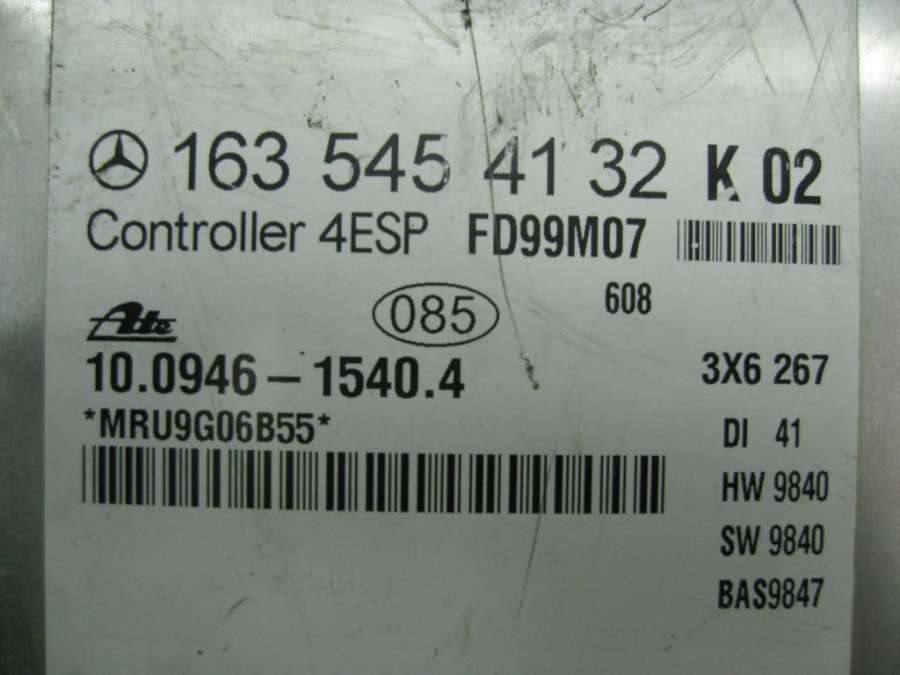 163 545 41 32 K 02
Controller 4ESP FD99M07
085 608
Ate
10.0946-1540.4 3X6 267
*MRU9G06B55* DI 41
HW 9840
SW 9840
BAS9847